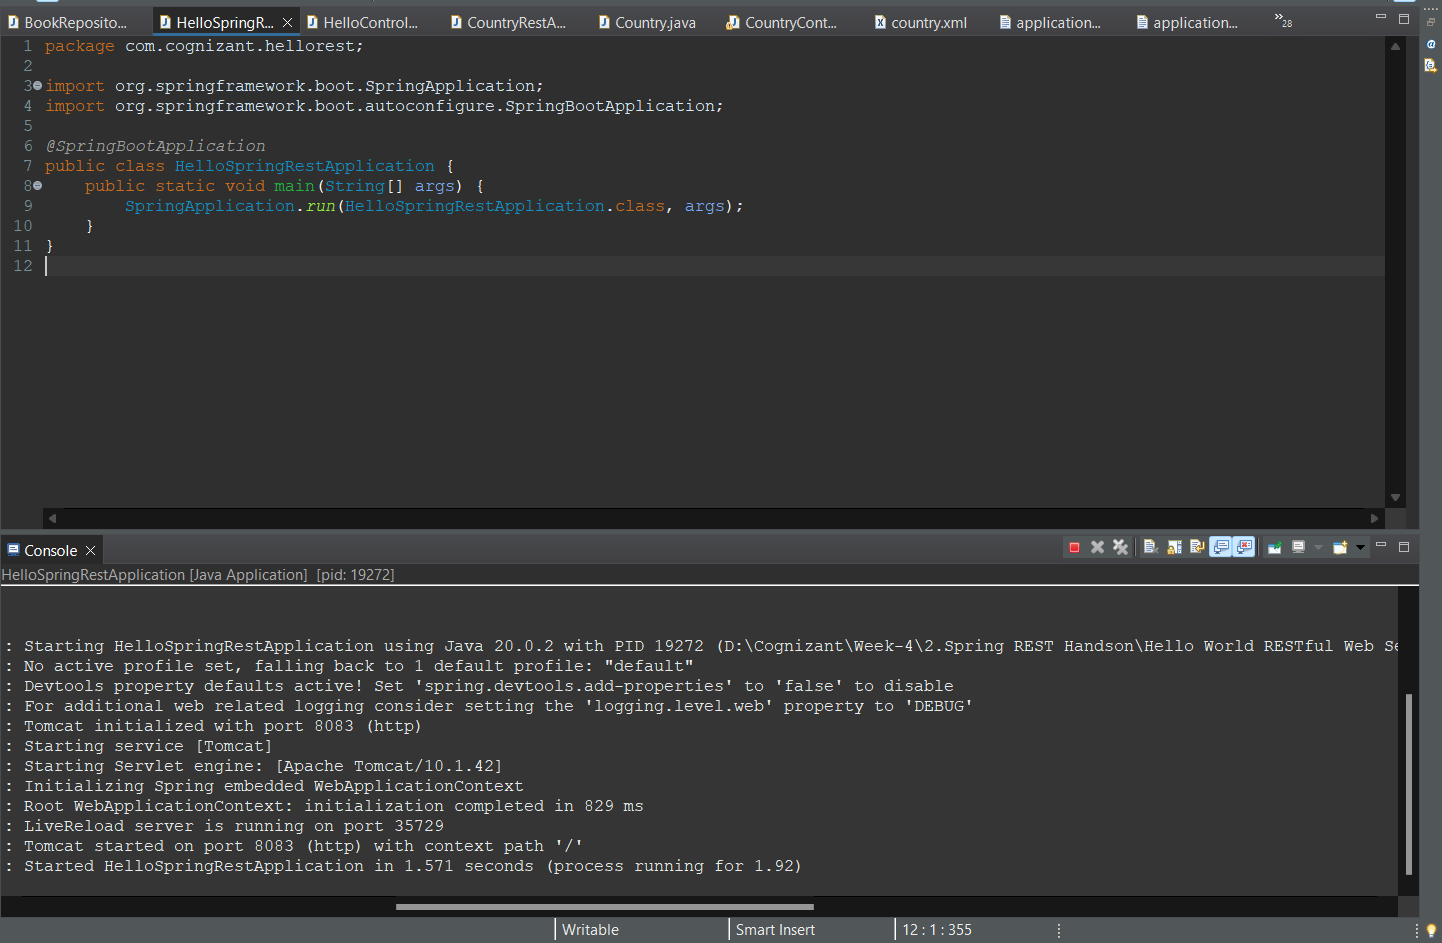 BookReposito... HelloSpringR... HelloControl... CountryRestA... Country.java CountryCont... country.xml application... application... »28
1 package com.cognizant.hellorest;
2
3 import org.springframework.boot.SpringApplication;
4 import org.springframework.boot.autoconfigure.SpringBootApplication;
5
6 @SpringBootApplication
7 public class HelloSpringRestApplication {
8 public static void main(String[] args) {
9 SpringApplication.run(HelloSpringRestApplication.class, args);
10 }
11 }
12
Console
HelloSpringRestApplication [Java Application] [pid: 19272]
: Starting HelloSpringRestApplication using Java 20.0.2 with PID 19272 (D:\Cognizant\Week-4\2.Spring REST Handson\Hello World RESTful Web Se
: No active profile set, falling back to 1 default profile: "default"
: Devtools property defaults active! Set 'spring.devtools.add-properties' to 'false' to disable
: For additional web related logging consider setting the 'logging.level.web' property to 'DEBUG'
: Tomcat initialized with port 8083 (http)
: Starting service [Tomcat]
: Starting Servlet engine: [Apache Tomcat/10.1.42]
: Initializing Spring embedded WebApplicationContext
: Root WebApplicationContext: initialization completed in 829 ms
: LiveReload server is running on port 35729
: Tomcat started on port 8083 (http) with context path '/'
: Started HelloSpringRestApplication in 1.571 seconds (process running for 1.92)
Writable Smart Insert 12 : 1 : 355